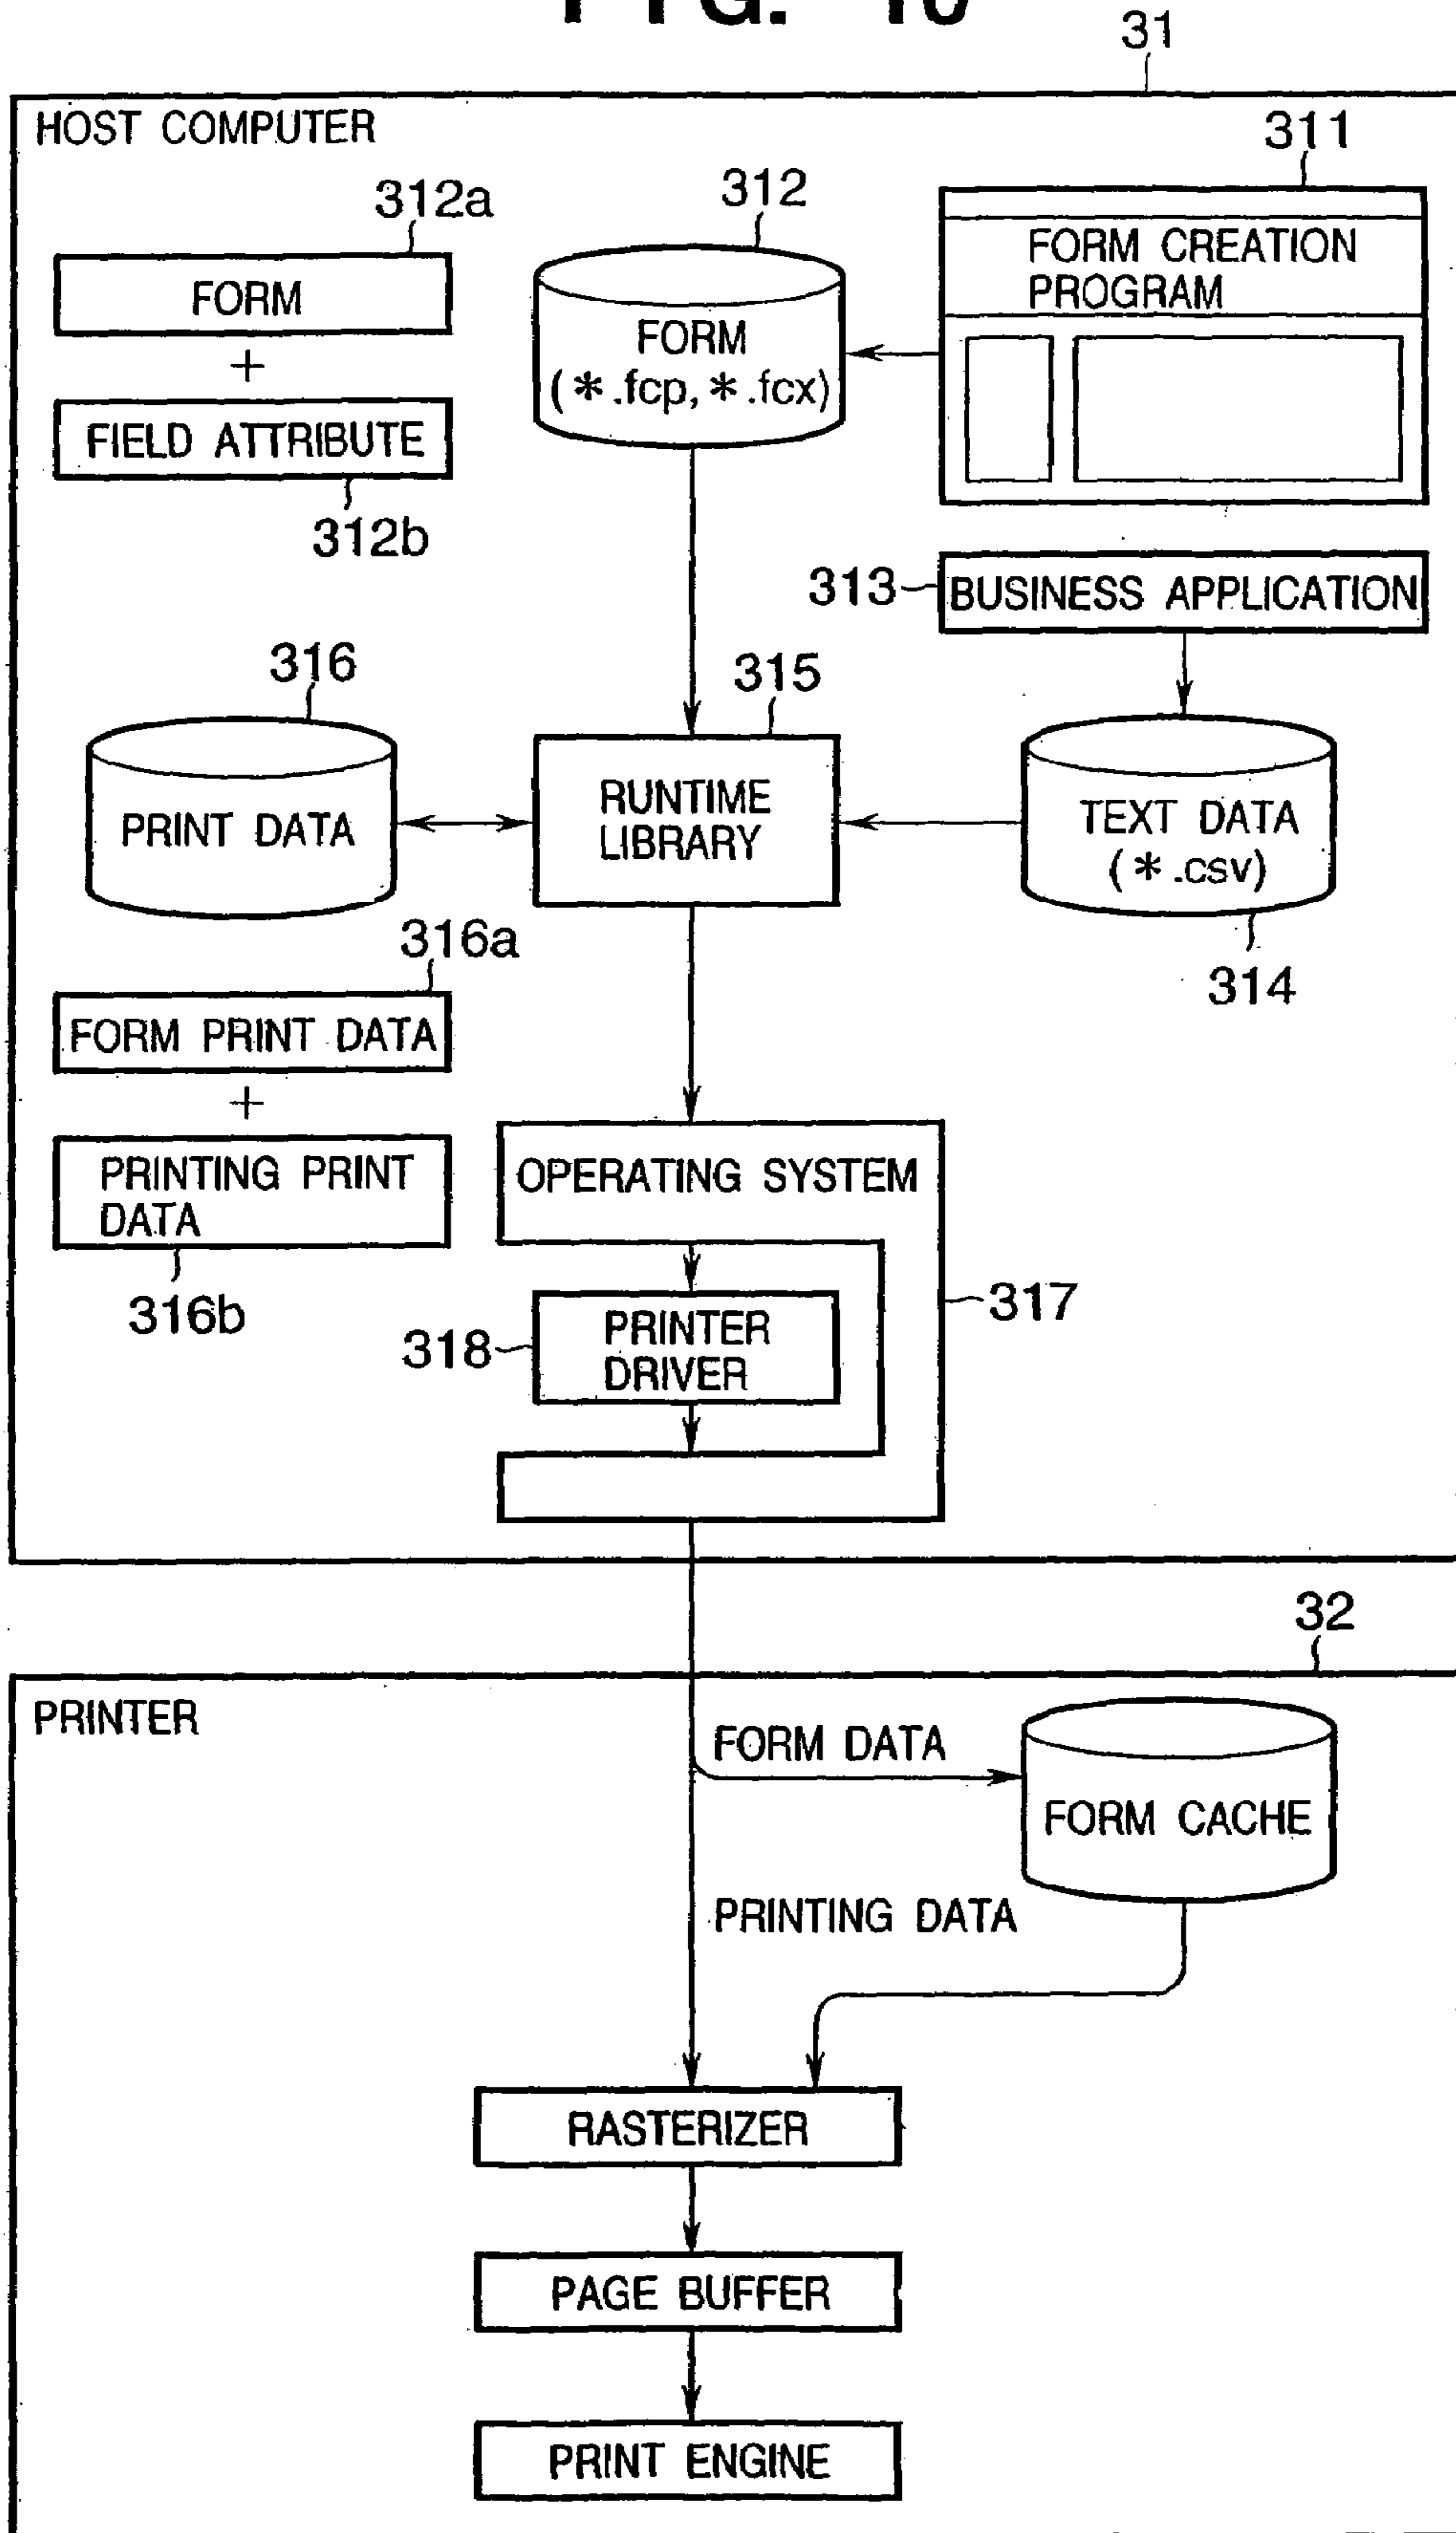 FIG. 10
31
HOST COMPUTER
311
312a
312
FORM CREATION
PROGRAM
FORM
FORM
(*.fcp, *.fcx)
+
FIELD ATTRIBUTE
312b
313
BUSINESS APPLICATION
316
315
PRINT DATA
RUNTIME
LIBRARY
TEXT DATA
(*.csv)
316a
314
FORM PRINT DATA
+
PRINTING PRINT
DATA
OPERATING SYSTEM
316b
317
318
PRINTER
DRIVER
32
PRINTER
FORM DATA
FORM CACHE
PRINTING DATA
RASTERIZER
PAGE BUFFER
PRINT ENGINE